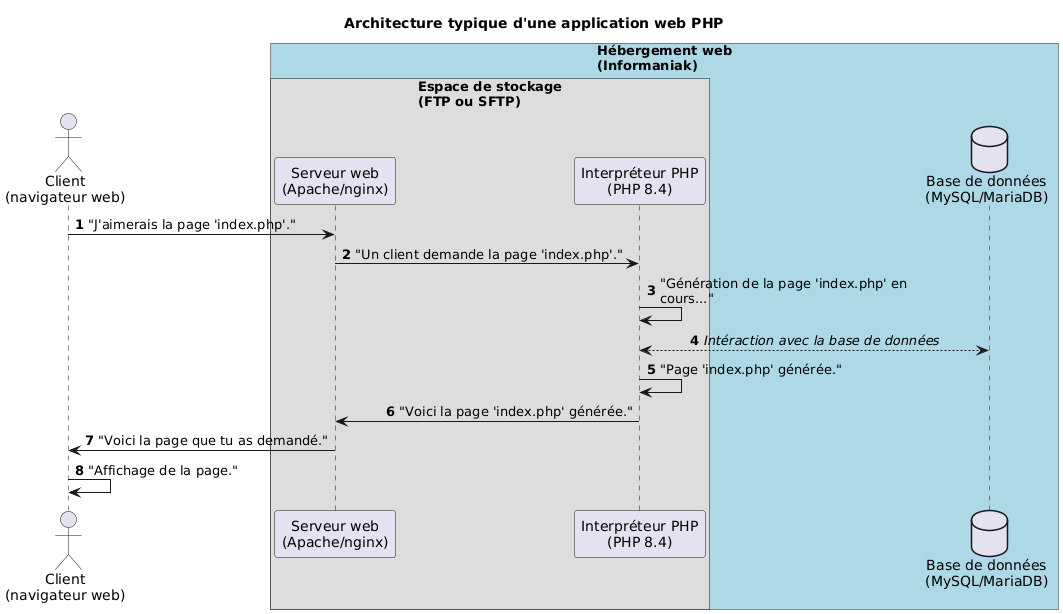 Architecture typique d'une application web PHP
Hébergement web
(Informaniak)
Espace de stockage
(FTP ou SFTP)
Client
(navigateur web)
Serveur web
(Apache/nginx)
Interpréteur PHP
(PHP 8.4)
Base de données
(MySQL/MariaDB)
1 "J'aimerais la page 'index.php'."
2 "Un client demande la page 'index.php'."
3 "Génération de la page 'index.php' en
cours..."
4 Intéraction avec la base de données
5 "Page 'index.php' générée."
6 "Voici la page 'index.php' générée."
7 "Voici la page que tu as demandé."
8 "Affichage de la page."
Client
(navigateur web)
Serveur web
(Apache/nginx)
Interpréteur PHP
(PHP 8.4)
Base de données
(MySQL/MariaDB)